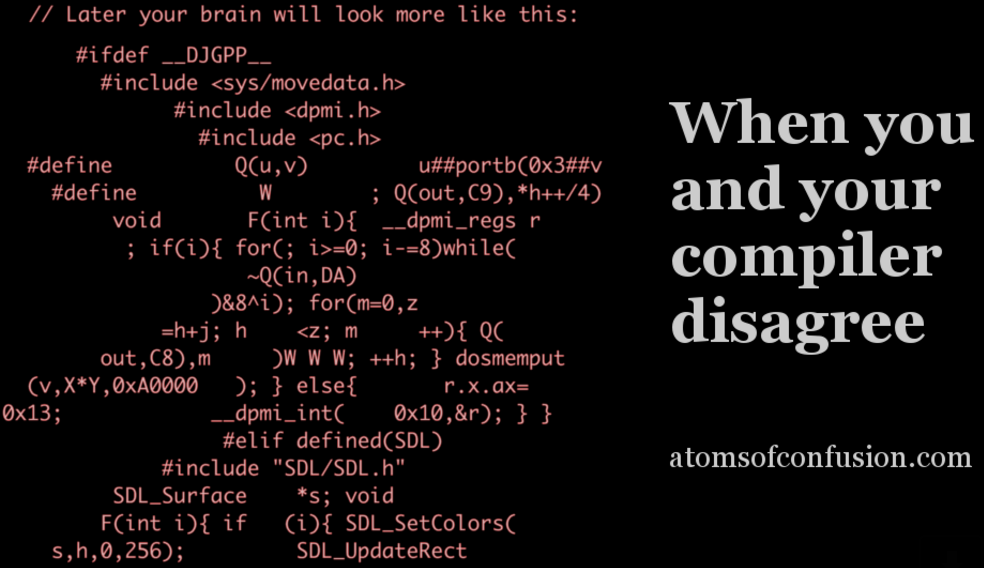 // Later your brain will look more like this:
#ifdef __DJGPP__
#include <sys/movedata.h>
#include <dpmi.h>
#include <pc.h>
#define Q(u,v) u##portb(0x3##v
#define W ; Q(out,C9),*h++/4)
void F(int i){ __dpmi_regs r
; if(i){ for(; i>=0; i-=8)while(
~Q(in,DA)
)&8^i); for(m=0,z
=h+j; h <z; m ++){ Q(
out,C8),m )W W W; ++h; } dosmemput
(v,X*Y,0xA0000 ); } else{ r.x.ax=
0x13; __dpmi_int( 0x10,&r); } }
#elif defined(SDL)
#include "SDL/SDL.h"
SDL_Surface *s; void
F(int i){ if (i){ SDL_SetColors(
s,h,0,256); SDL_UpdateRect
When you
and your
compiler
disagree
atomsofconfusion.com